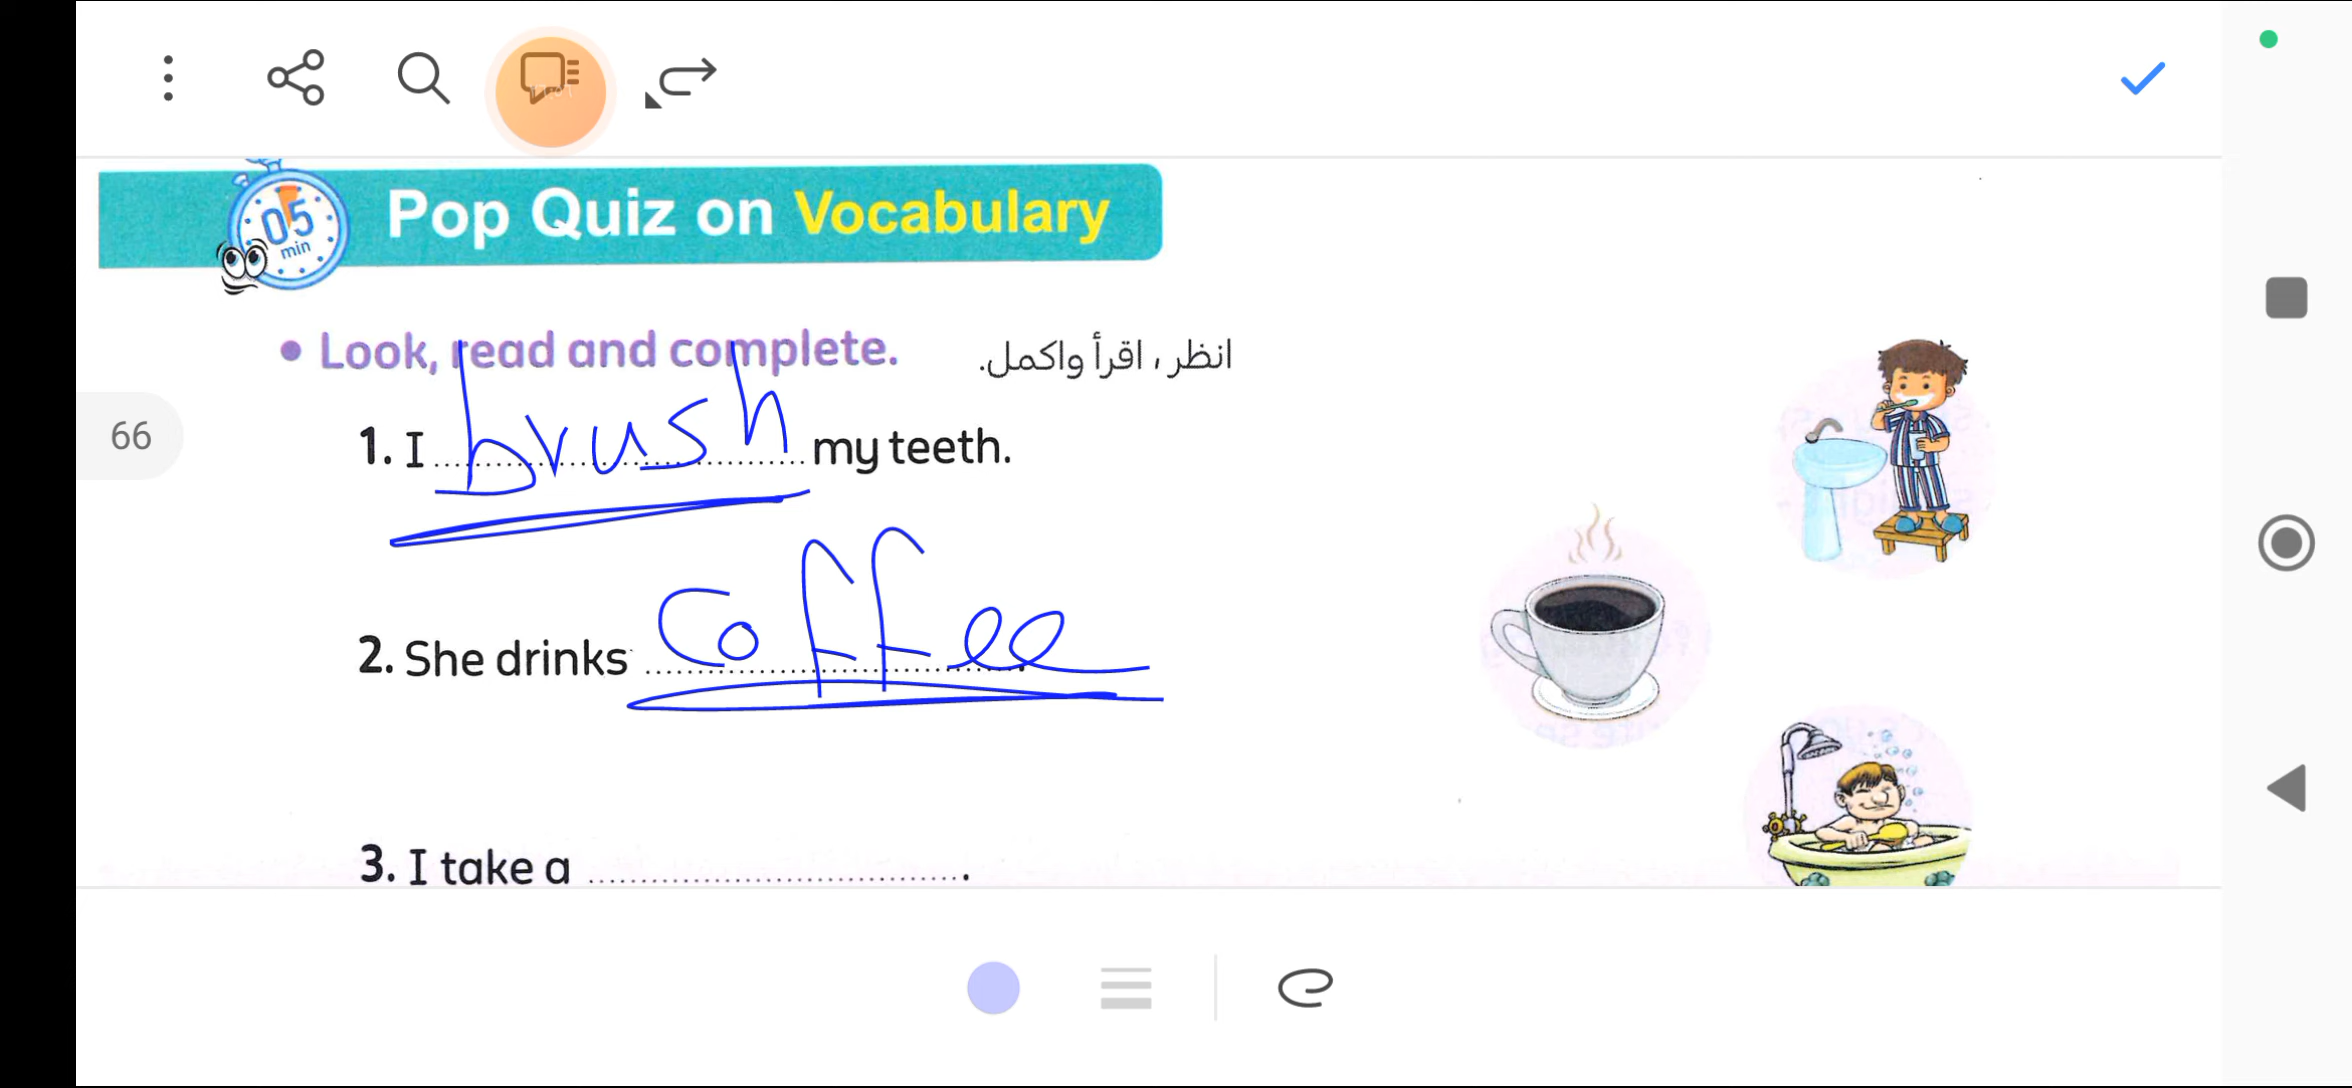 05 min
Pop Quiz on Vocabulary
• Look, read and complete. انظر ، اقرأ واكمل.
66
1. I brush my teeth.
2. She drinks coffee.
3. I take a ........................................ .